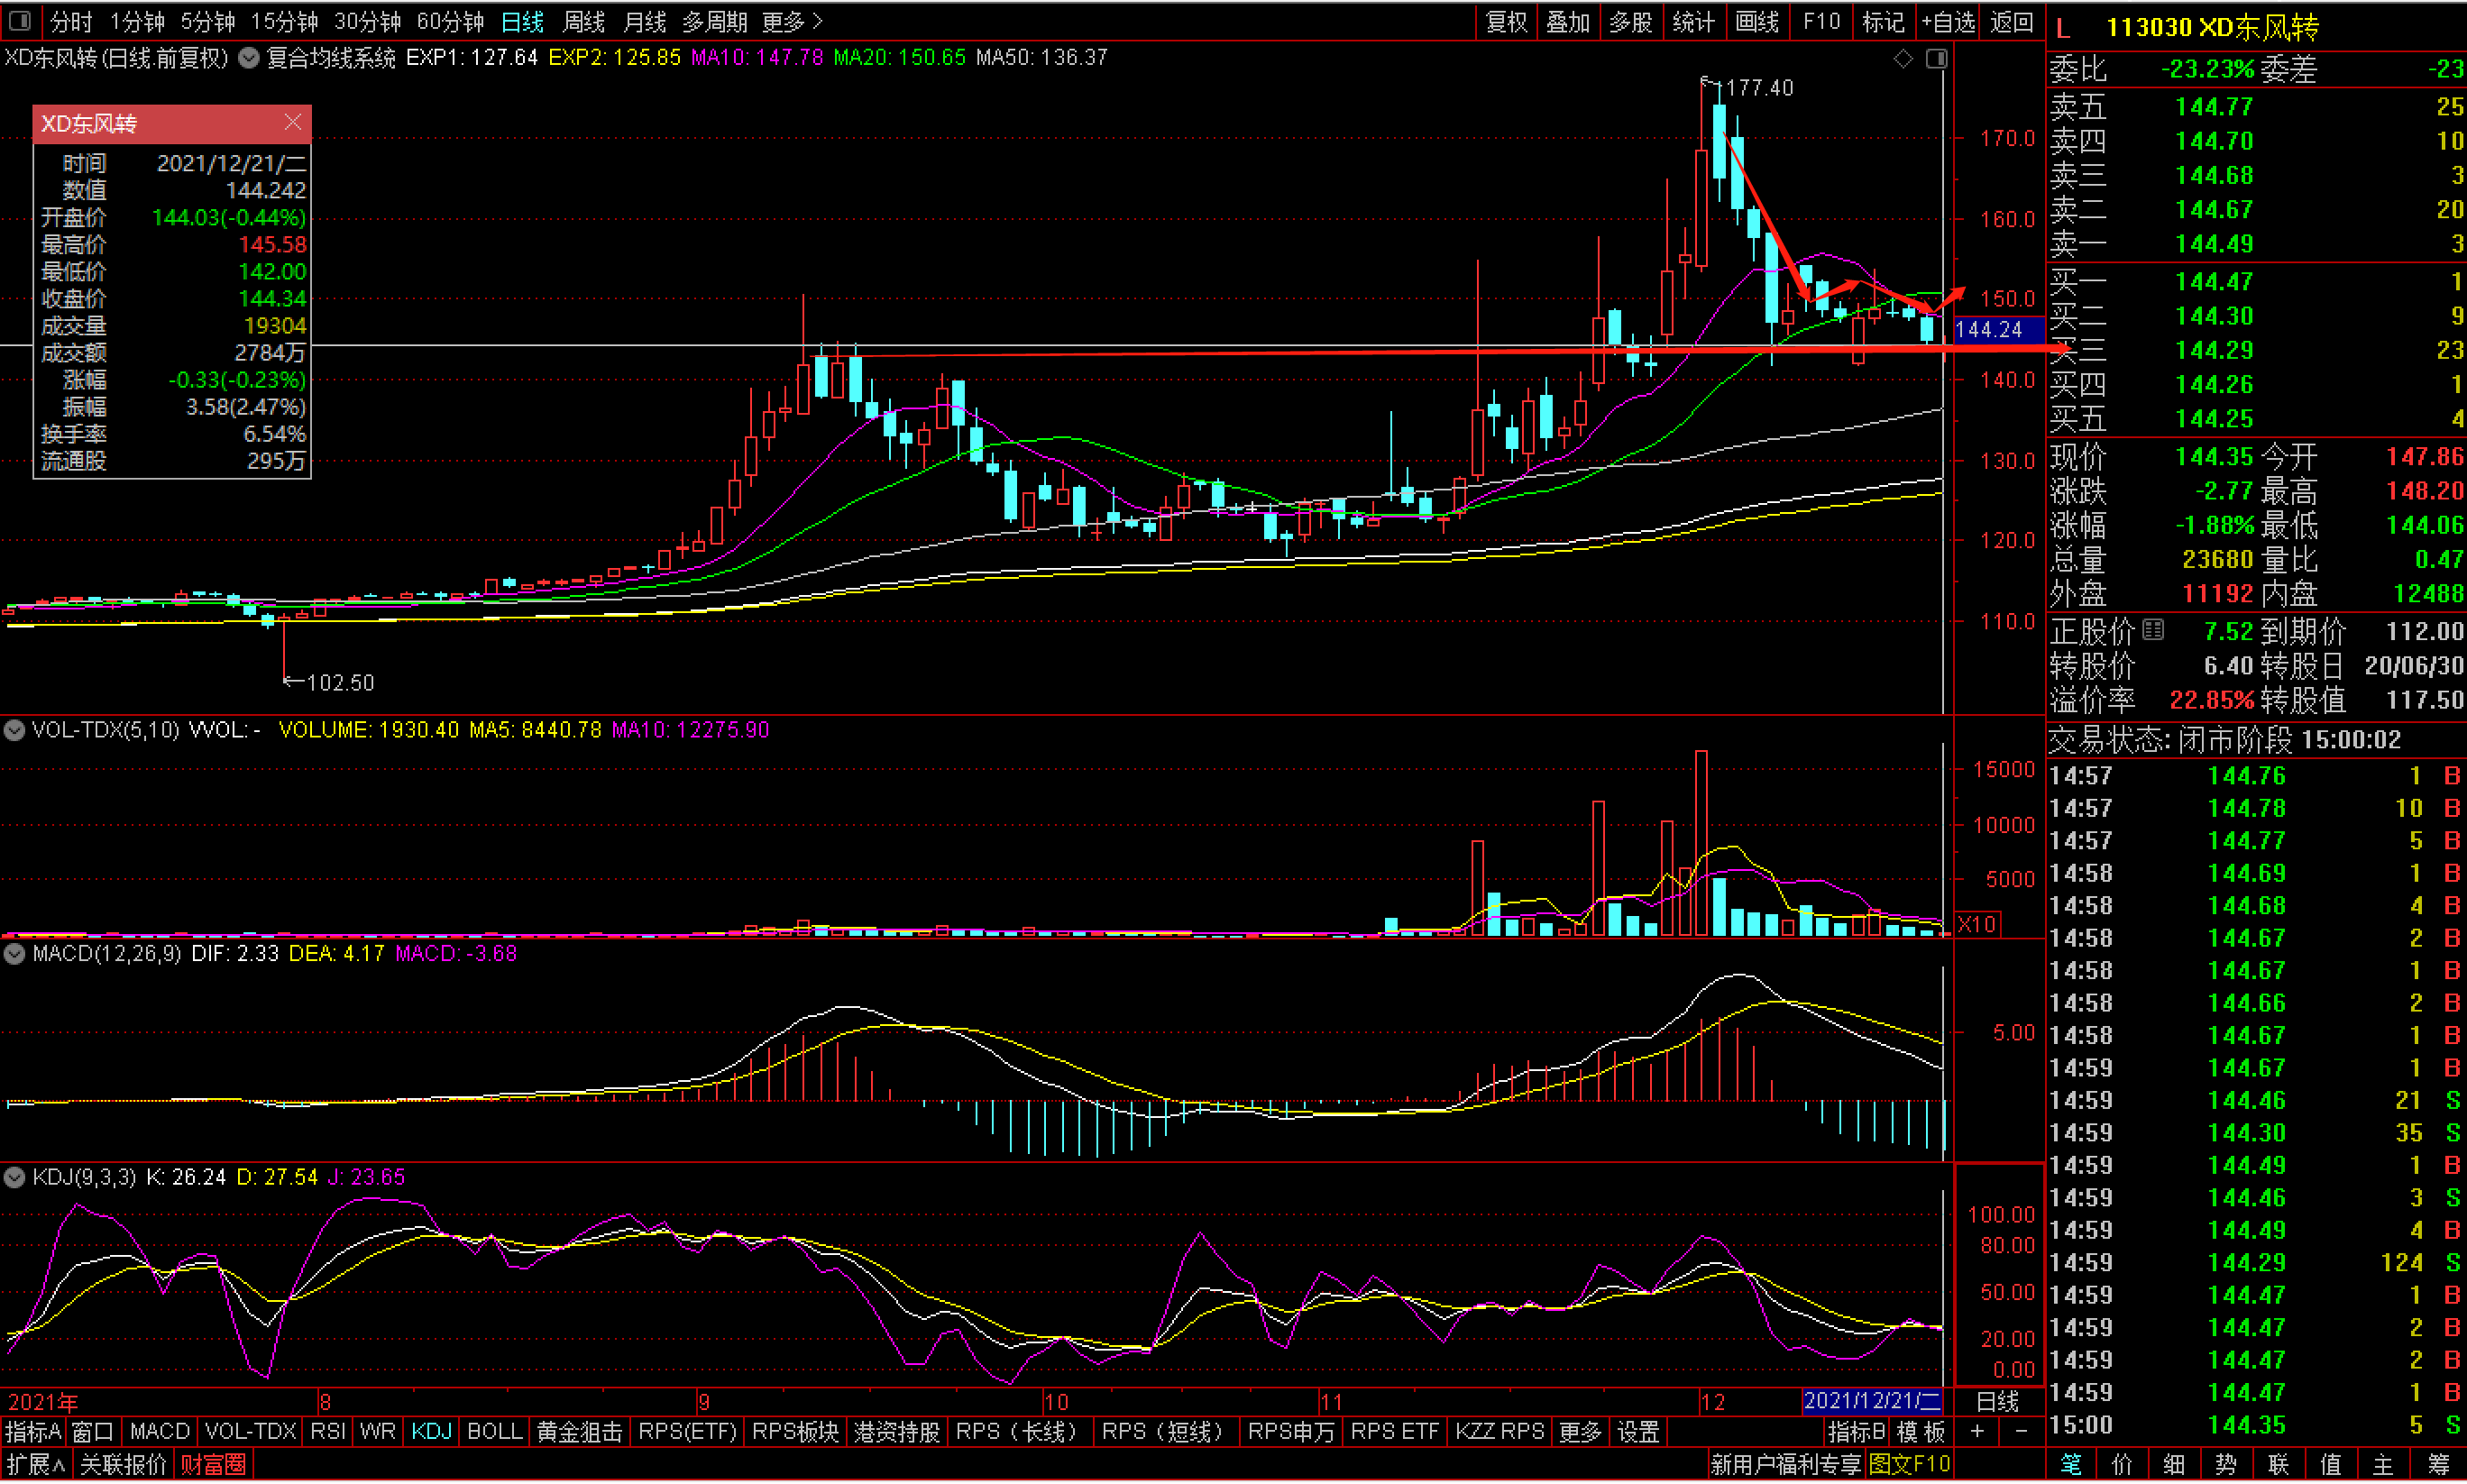 分时 1分钟 5分钟 15分钟 30分钟 60分钟 日线 周线 月线 多周期 更多 >
复权 叠加 多股 统计 画线 F10 标记 +自选 返回
XD东风转(日线.前复权) 复合均线系统 EXP1: 127.64 EXP2: 125.85 MA10: 147.78 MA20: 150.65 MA50: 136.37
XD东风转
时间 2021/12/21/二
数值 144.242
开盘价 144.03(-0.44%)
最高价 145.58
最低价 142.00
收盘价 144.34
成交量 19304
成交额 2784万
涨幅 -0.33(-0.23%)
振幅 3.58(2.47%)
换手率 6.54%
流通股 295万
177.40
102.50
170.0
160.0
150.0
144.24
140.0
130.0
120.0
110.0
VOL-TDX(5,10) VVOL: - VOLUME: 1930.40 MA5: 8440.78 MA10: 12275.90
15000
10000
5000
X10
MACD(12,26,9) DIF: 2.33 DEA: 4.17 MACD: -3.68
5.00
KDJ(9,3,3) K: 26.24 D: 27.54 J: 23.65
100.00
80.00
50.00
20.00
0.00
2021年 8 9 10 11 12 2021/12/21/二 日线
指标A 窗口 MACD VOL-TDX RSI WR KDJ BOLL 黄金狙击 RPS(ETF) RPS板块 港资持股 RPS（长线） RPS（短线） RPS申万 RPS ETF KZZ RPS 更多 设置 指标B 模板 + -
扩展∧ 关联报价 财富圈 新用户福利专享 图文F10
L 113030 XD东风转
委比 -23.23% 委差 -23
卖五 144.77 25
卖四 144.70 10
卖三 144.68 3
卖二 144.67 20
卖一 144.49 3
买一 144.47 1
买二 144.30 9
买三 144.29 23
买四 144.26 1
买五 144.25 4
现价 144.35 今开 147.86
涨跌 -2.77 最高 148.20
涨幅 -1.88% 最低 144.06
总量 23680 量比 0.47
外盘 11192 内盘 12488
正股价 7.52 到期价 112.00
转股价 6.40 转股日 20/06/30
溢价率 22.85% 转股值 117.50
交易状态: 闭市阶段 15:00:02
14:57 144.76 1 B
14:57 144.78 10 B
14:57 144.77 5 B
14:58 144.69 1 B
14:58 144.68 4 B
14:58 144.67 2 B
14:58 144.67 1 B
14:58 144.66 2 B
14:58 144.67 1 B
14:59 144.67 1 B
14:59 144.46 21 S
14:59 144.30 35 S
14:59 144.49 1 B
14:59 144.46 3 S
14:59 144.49 4 B
14:59 144.29 124 S
14:59 144.47 1 B
14:59 144.47 2 B
14:59 144.47 2 B
14:59 144.47 1 B
15:00 144.35 5 S
笔 价 细 势 联 值 主 筹